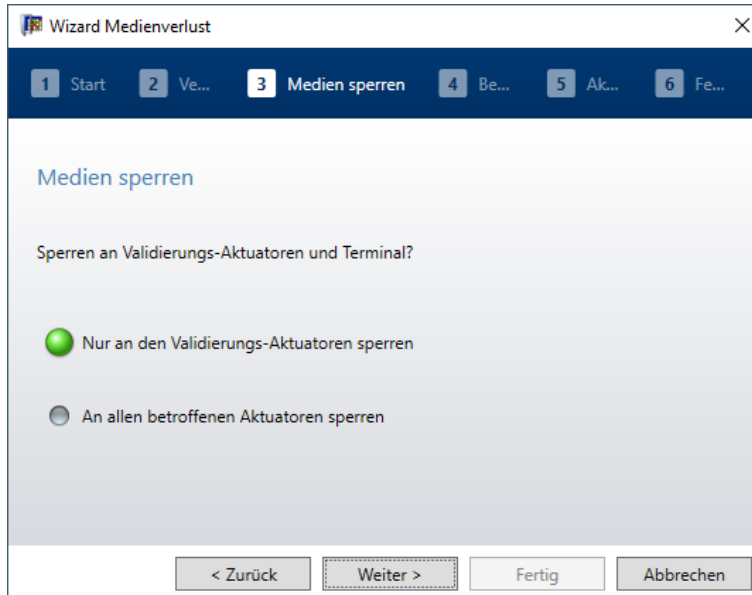 Wizard Medienverlust
1 Start 2 Ve... 3 Medien sperren 4 Be... 5 Ak... 6 Fe...
Medien sperren
Sperren an Validierungs-Aktuatoren und Terminal?
Nur an den Validierungs-Aktuatoren sperren
An allen betroffenen Aktuatoren sperren
< Zurück Weiter > Fertig Abbrechen